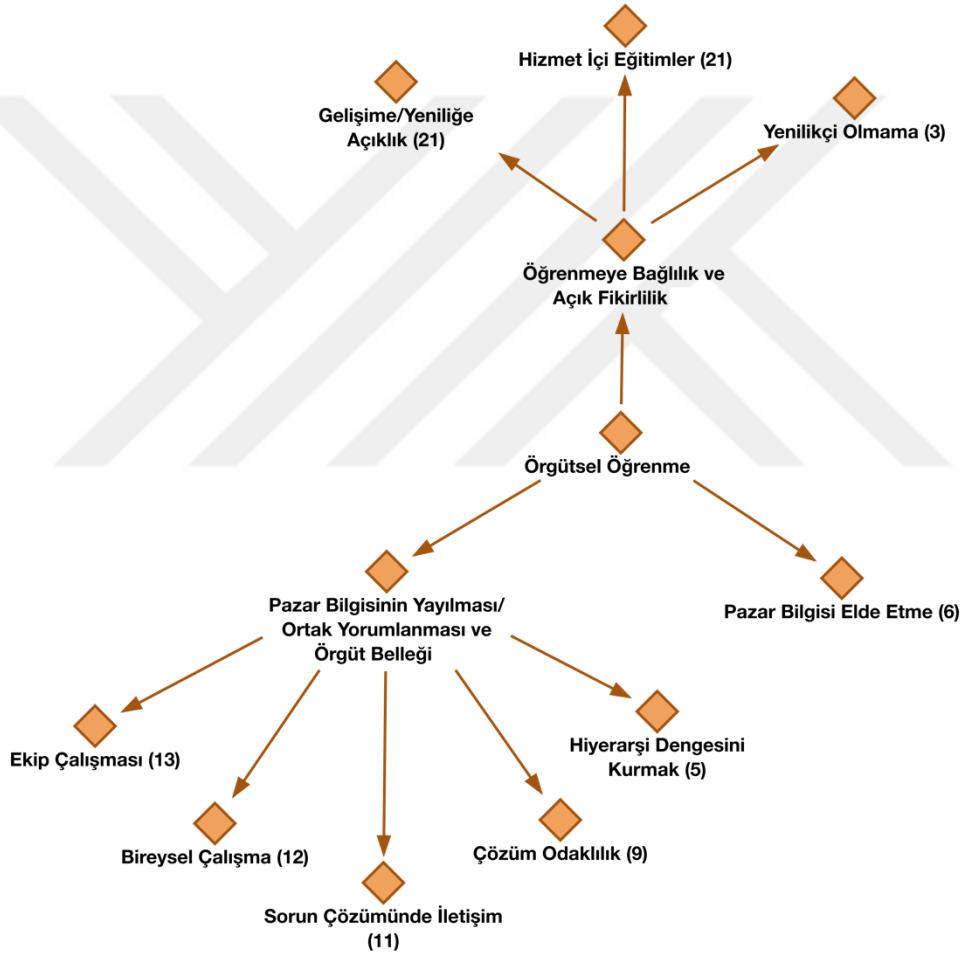 Hizmet İçi Eğitimler (21)
Gelişime/Yeniliğe
Açıklık (21)
Yenilikçi Olmama (3)
Öğrenmeye Bağlılık ve
Açık Fikirlilik
Örgütsel Öğrenme
Pazar Bilgisinin Yayılması/
Ortak Yorumlanması ve
Örgüt Belleği
Pazar Bilgisi Elde Etme (6)
Ekip Çalışması (13)
Hiyerarşi Dengesini
Kurmak (5)
Bireysel Çalışma (12)
Çözüm Odaklılık (9)
Sorun Çözümünde İletişim
(11)